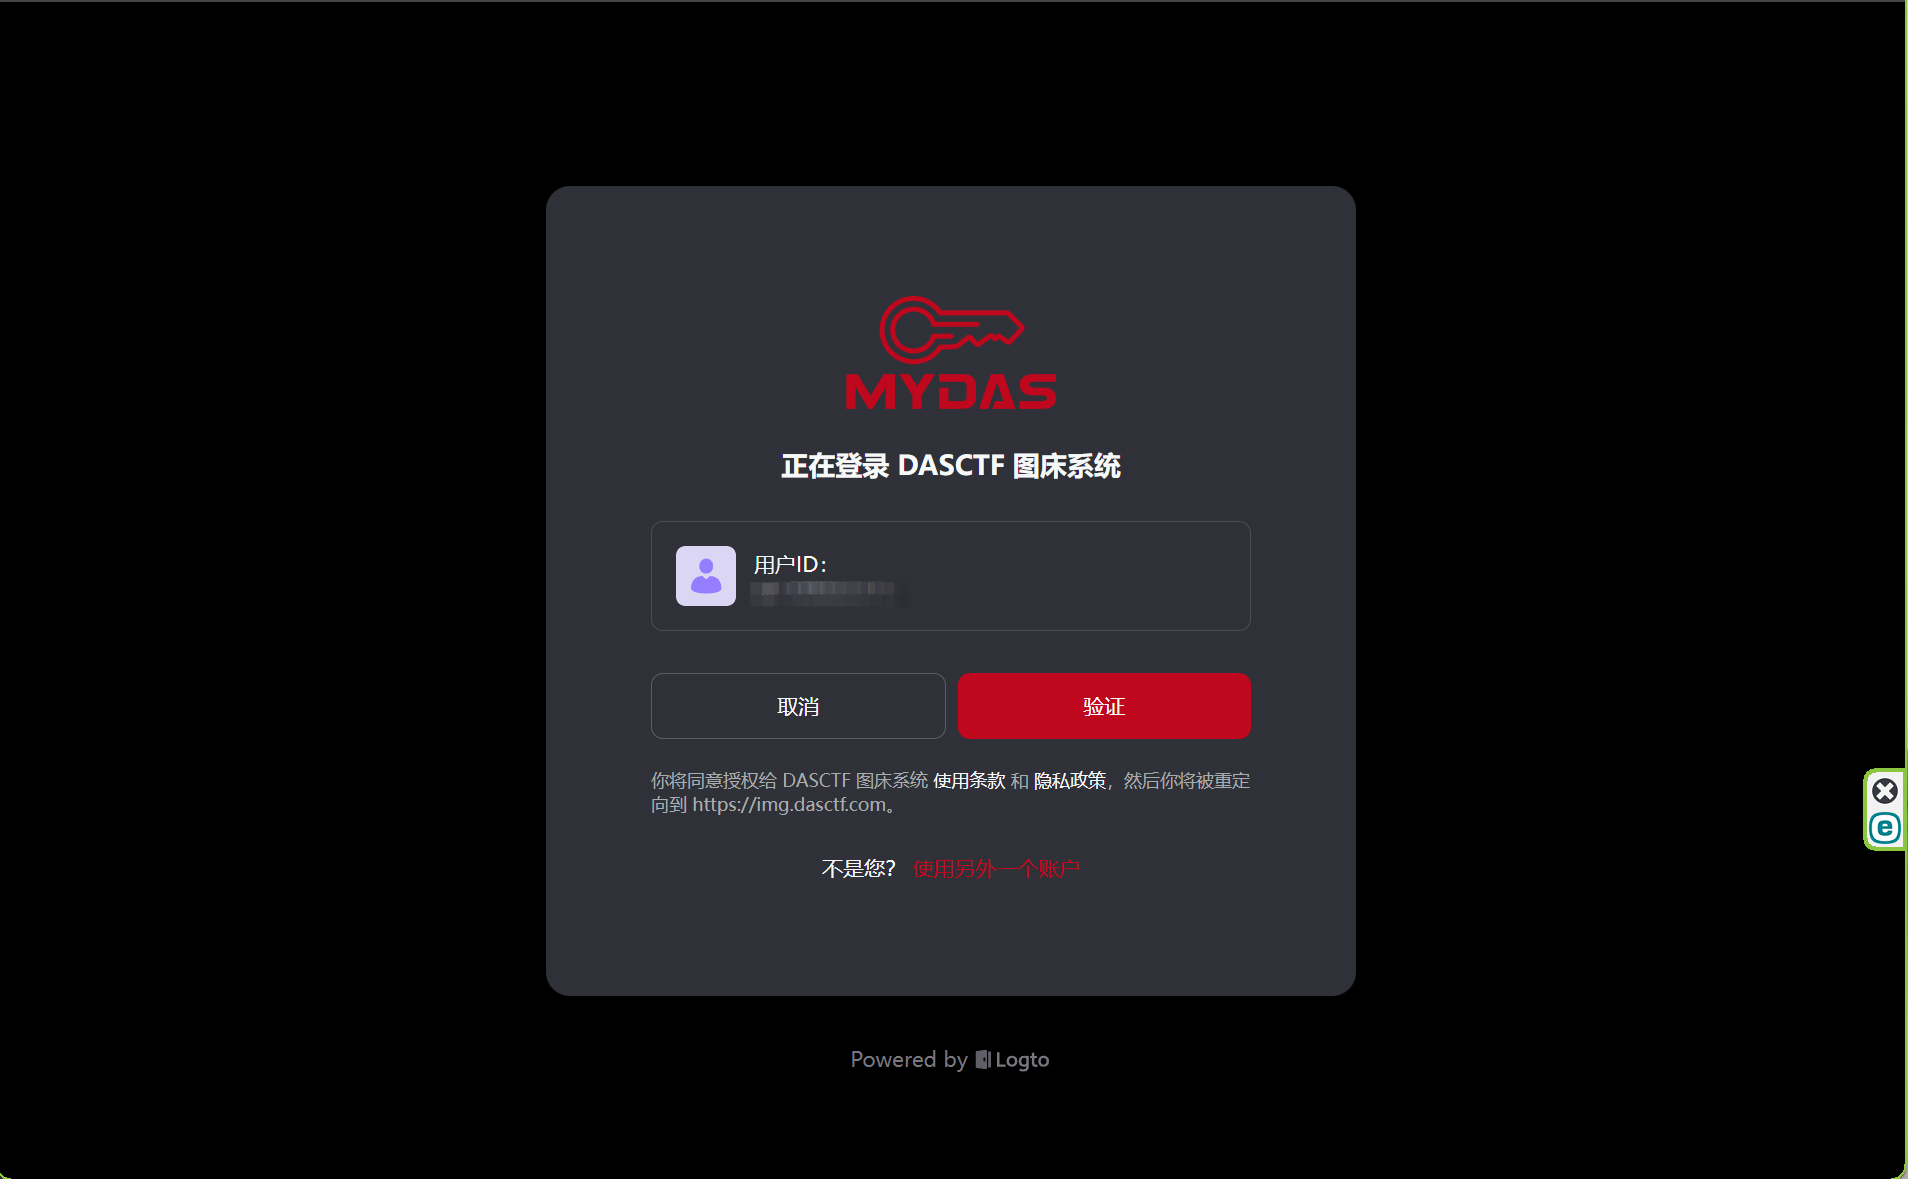 MYDAS
正在登录 DASCTF 图床系统
用户ID：
取消
验证
你将同意授权给 DASCTF 图床系统 使用条款 和 隐私政策，然后你将被重定
向到 https://img.dasctf.com。
不是您? 使用另外一个账户
Powered by Logto
e